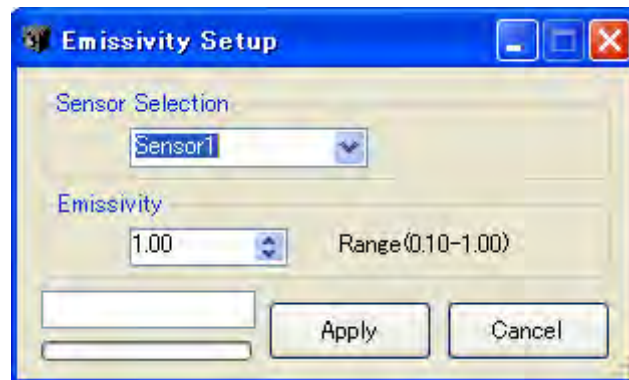 Emissivity Setup
Sensor Selection
Sensor1
Emissivity
1.00 Range(0.10-1.00)
Apply Cancel